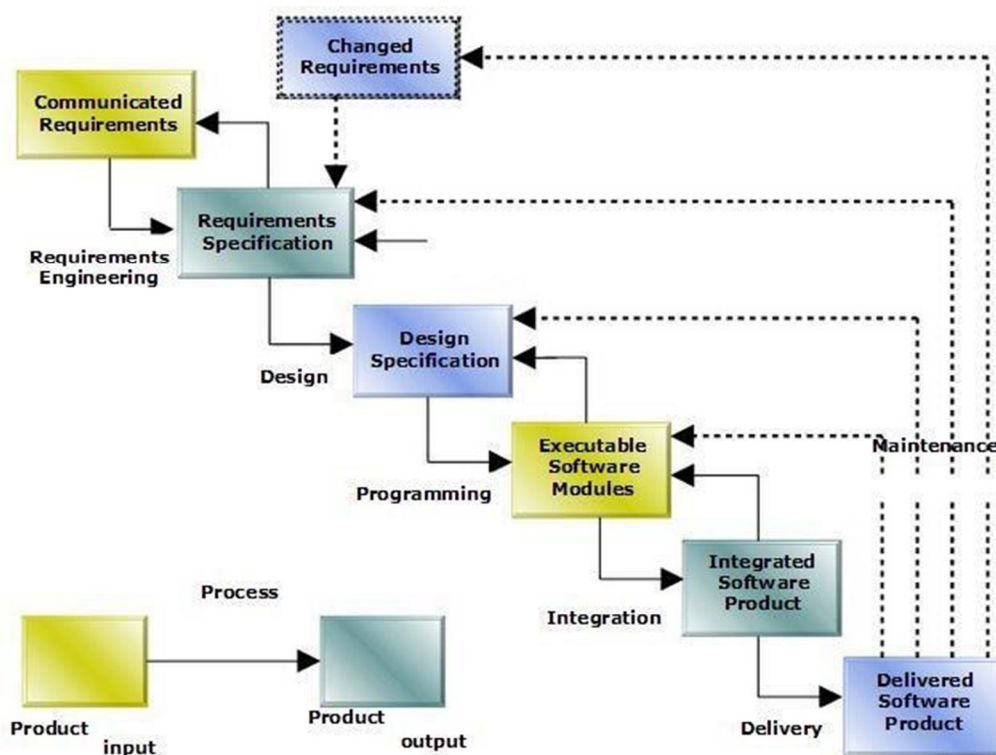 Changed
Requirements
Communicated
Requirements
Requirements
Specification
Requirements
Engineering
Design
Specification
Design
Executable
Software
Modules
Maintenance
Programming
Integrated
Software
Product
Process
Integration
Delivered
Software
Product
Delivery
Product
input
Product
output